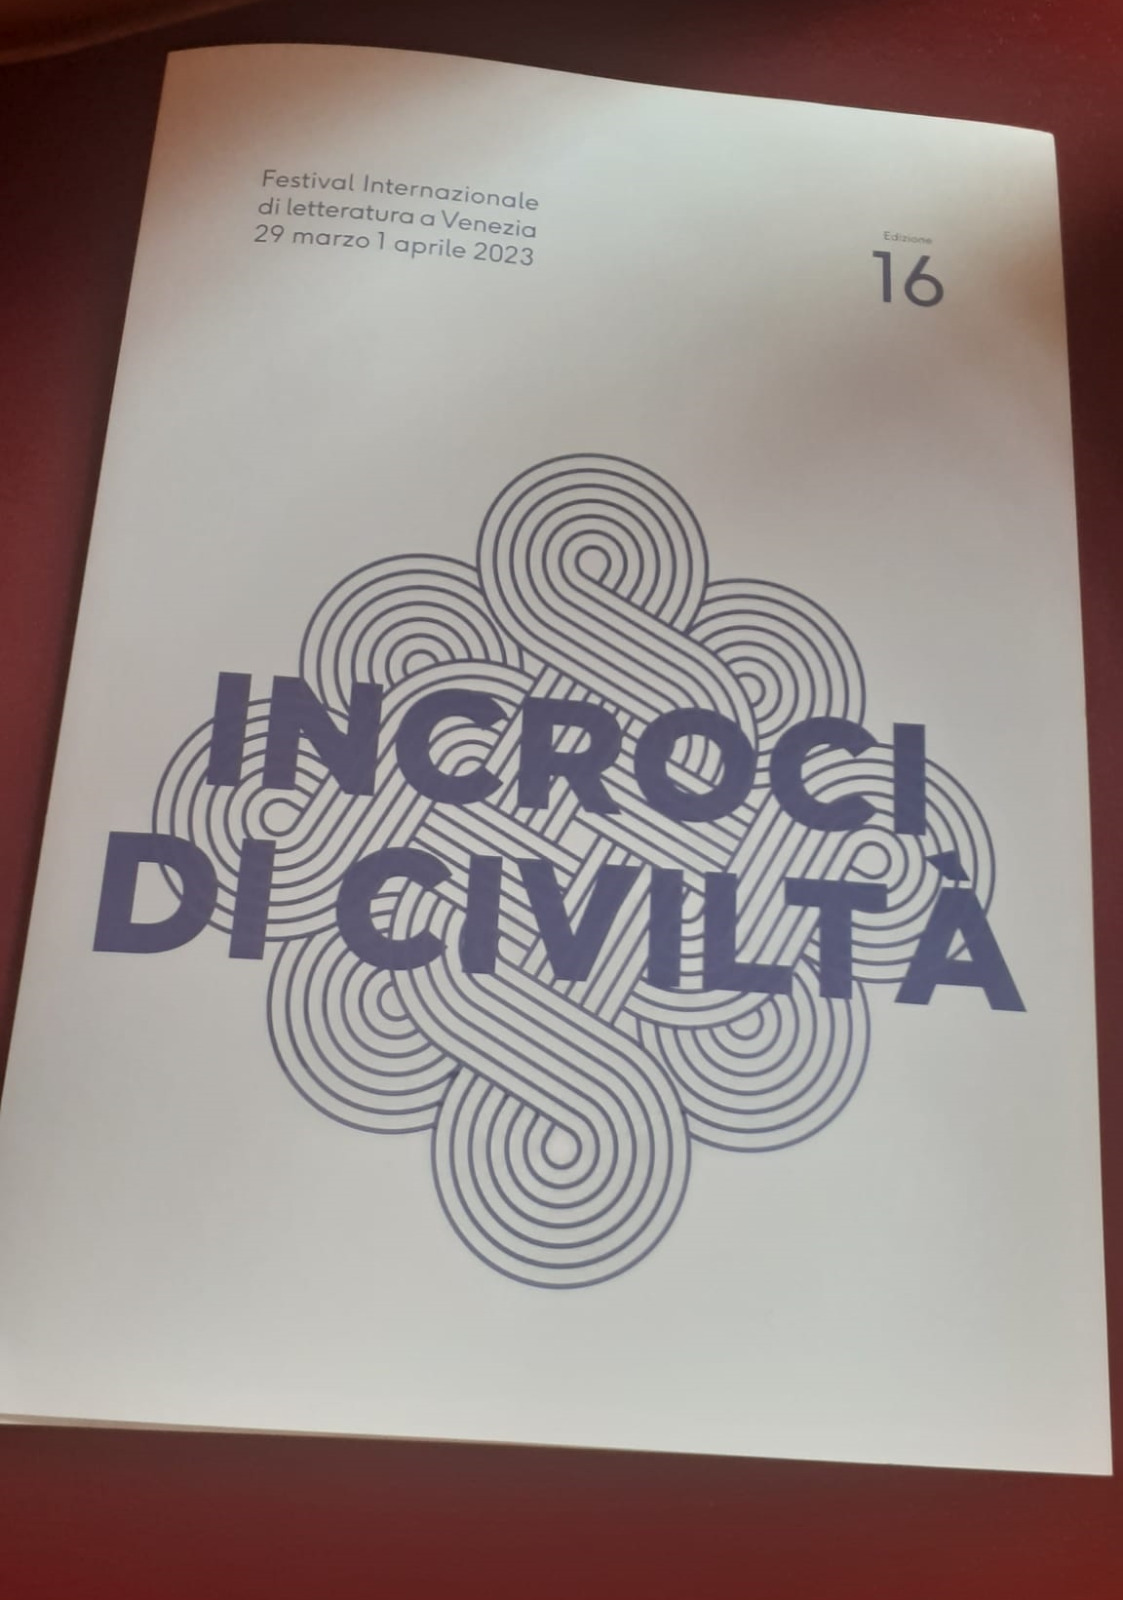 Festival Internazionale
di letteratura a Venezia
29 marzo 1 aprile 2023
Edizione
16
INCROCI
DI CIVILTÀ